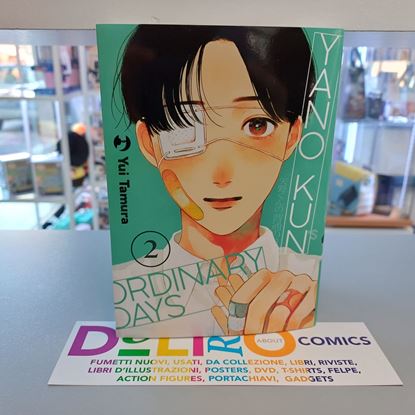 YANO KUN'S
Yui Tamura
2
ORDINARY
DAYS
DELIRIO ABOUT COMICS
FUMETTI NUOVI, USATI, DA COLLEZIONE, LIBRI, RIVISTE,
LIBRI D'ILLUSTRAZIONI, POSTERS, DVD, T-SHIRTS, FELPE,
ACTION FIGURES, PORTACHIAVI, GADGETS